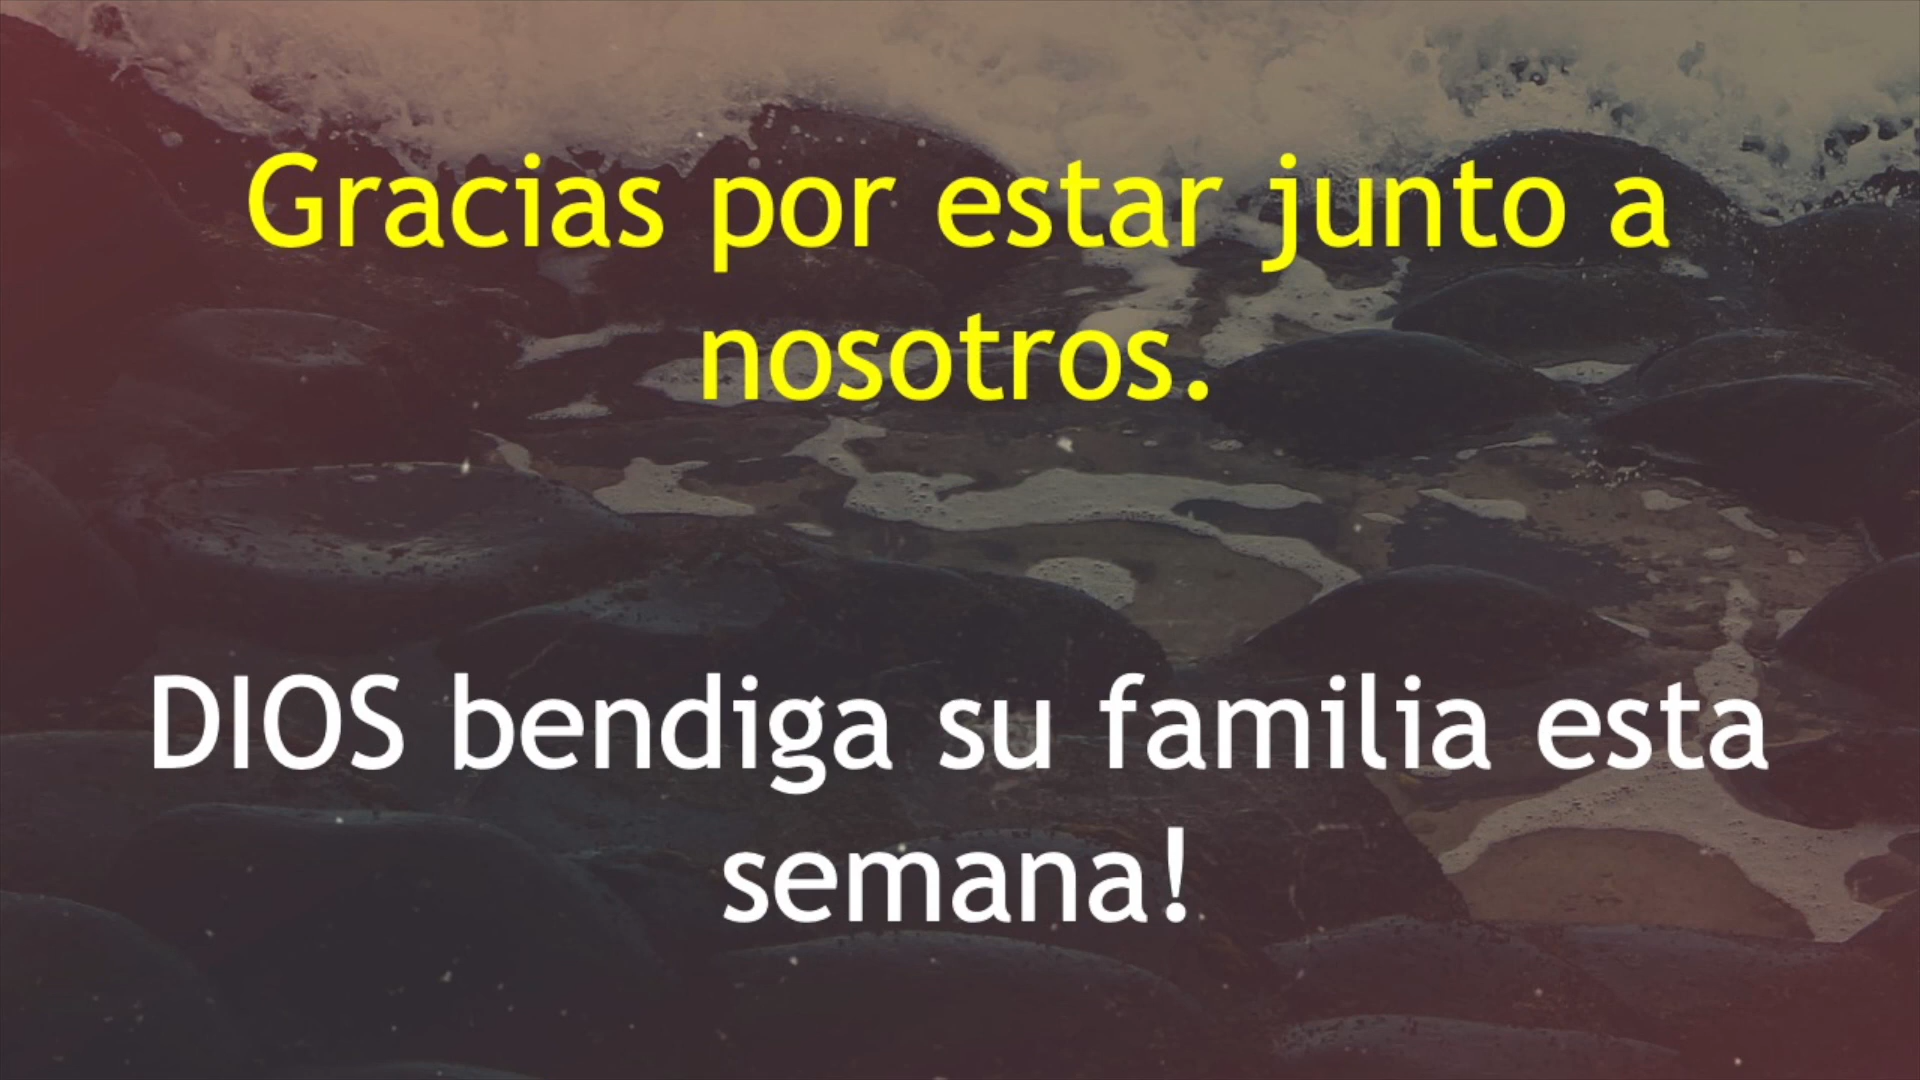 Gracias por estar junto a
nosotros.
DIOS bendiga su familia esta
semana!